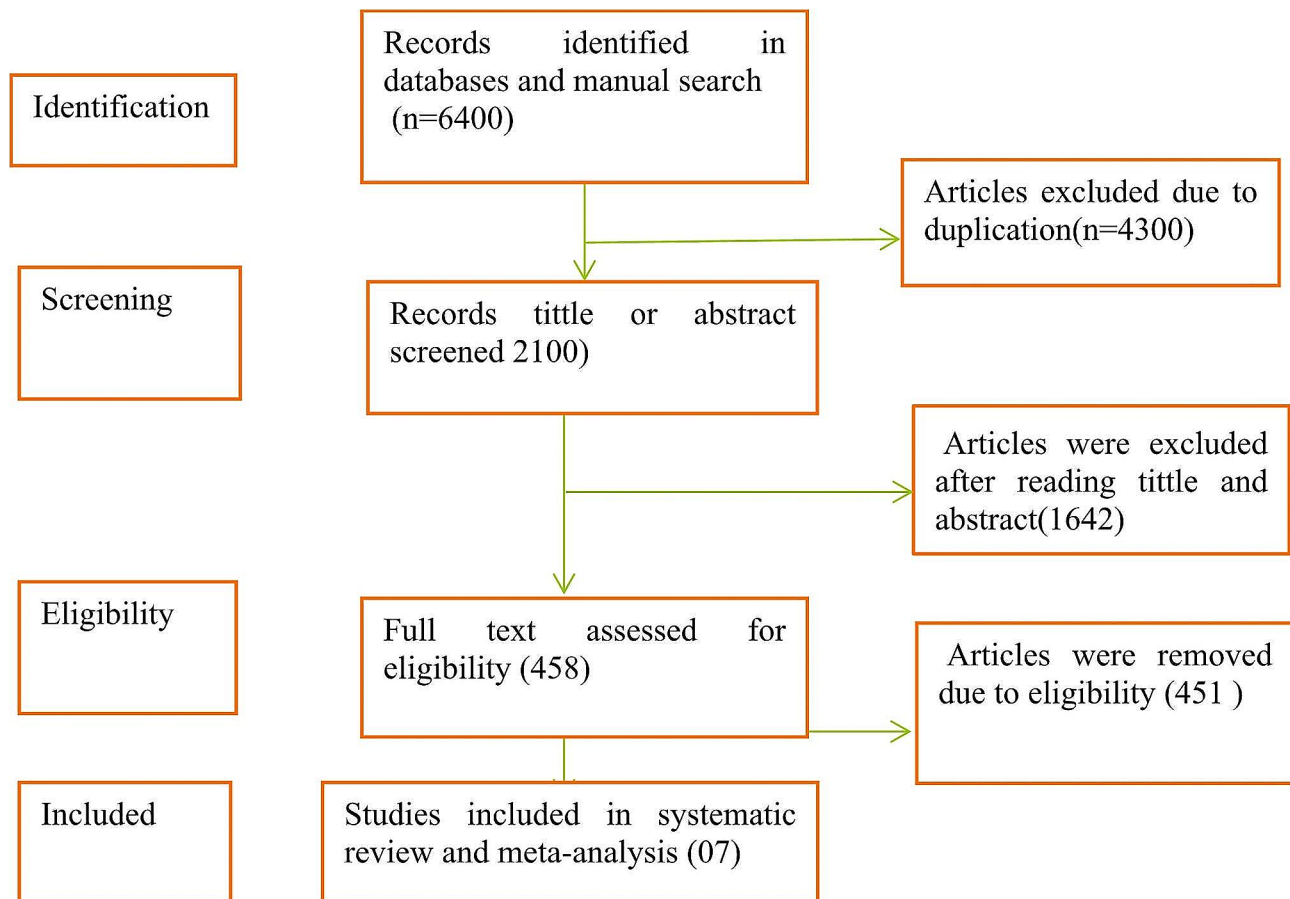 Identification
Records identified in
databases and manual search
(n=6400)
Articles excluded due to
duplication(n=4300)
Screening
Records tittle or abstract
screened 2100)
Articles were excluded
after reading tittle and
abstract(1642)
Eligibility
Full text assessed for
eligibility (458)
Articles were removed
due to eligibility (451 )
Included
Studies included in systematic
review and meta-analysis (07)